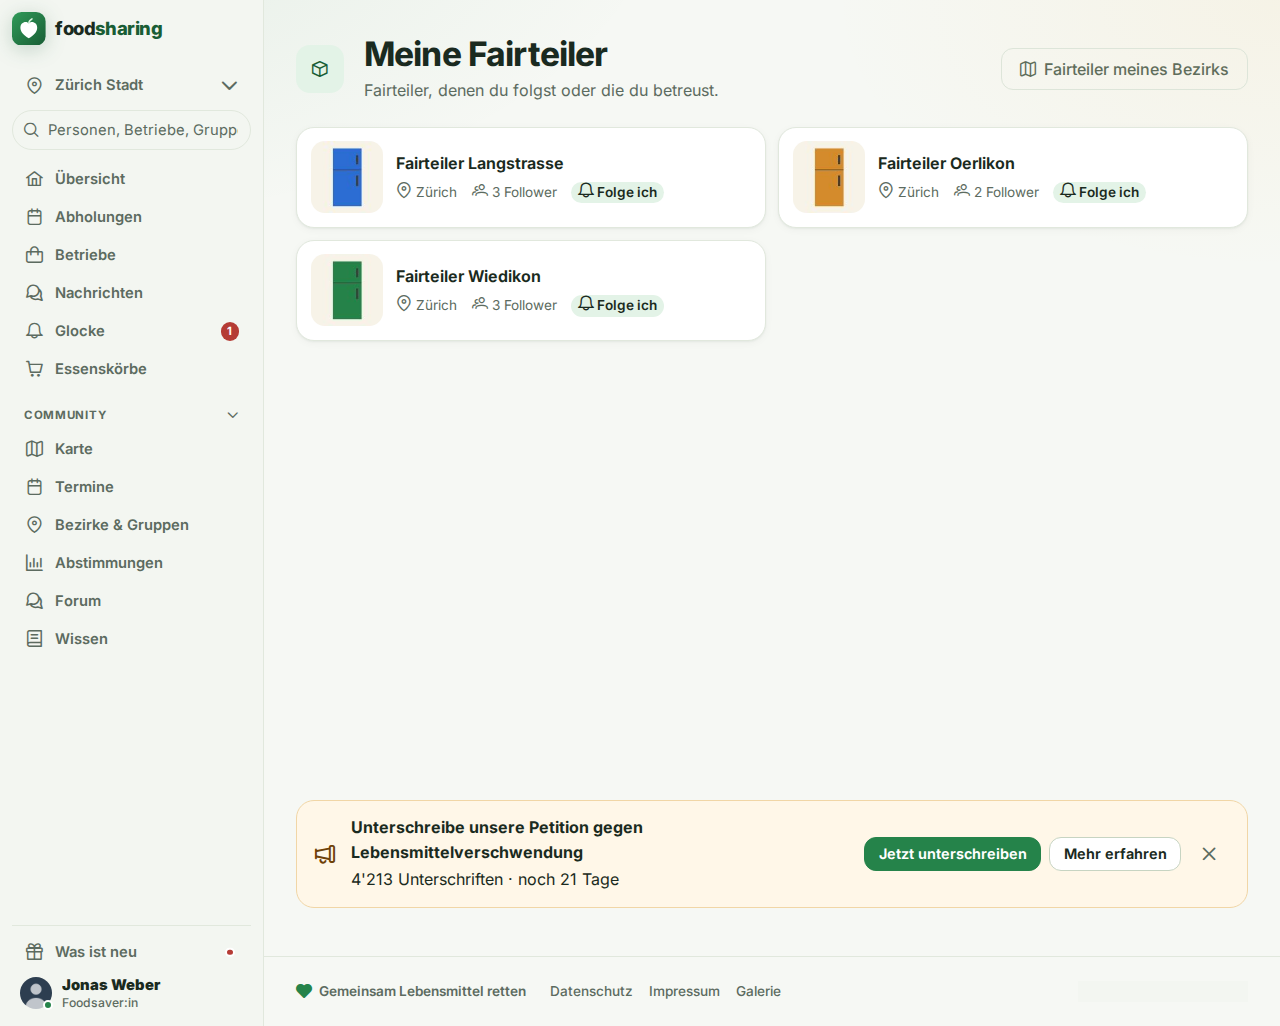 foodsharing
Zürich Stadt
Personen, Betriebe, Grupp
Übersicht
Abholungen
Betriebe
Nachrichten
Glocke
1
Essenskörbe
COMMUNITY
Karte
Termine
Bezirke & Gruppen
Abstimmungen
Forum
Wissen
Was ist neu
Jonas Weber
Foodsaver:in
Meine Fairteiler
Fairteiler, denen du folgst oder die du betreust.
Fairteiler meines Bezirks
Fairteiler Langstrasse
Zürich 3 Follower Folge ich
Fairteiler Oerlikon
Zürich 2 Follower Folge ich
Fairteiler Wiedikon
Zürich 3 Follower Folge ich
Unterschreibe unsere Petition gegen
Lebensmittelverschwendung
4'213 Unterschriften · noch 21 Tage
Jetzt unterschreiben
Mehr erfahren
Gemeinsam Lebensmittel retten Datenschutz Impressum Galerie